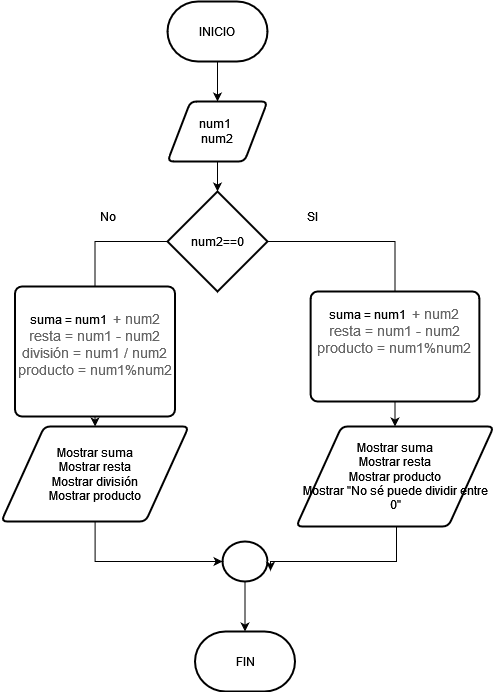 INICIO
num1
num2
No
SI
num2==0
suma = num1 + num2
resta = num1 - num2
división = num1 / num2
producto = num1%num2
suma = num1 + num2
resta = num1 - num2
producto = num1%num2
Mostrar suma
Mostrar resta
Mostrar división
Mostrar producto
Mostrar suma
Mostrar resta
Mostrar producto
Mostrar "No sé puede dividir entre
0"
FIN